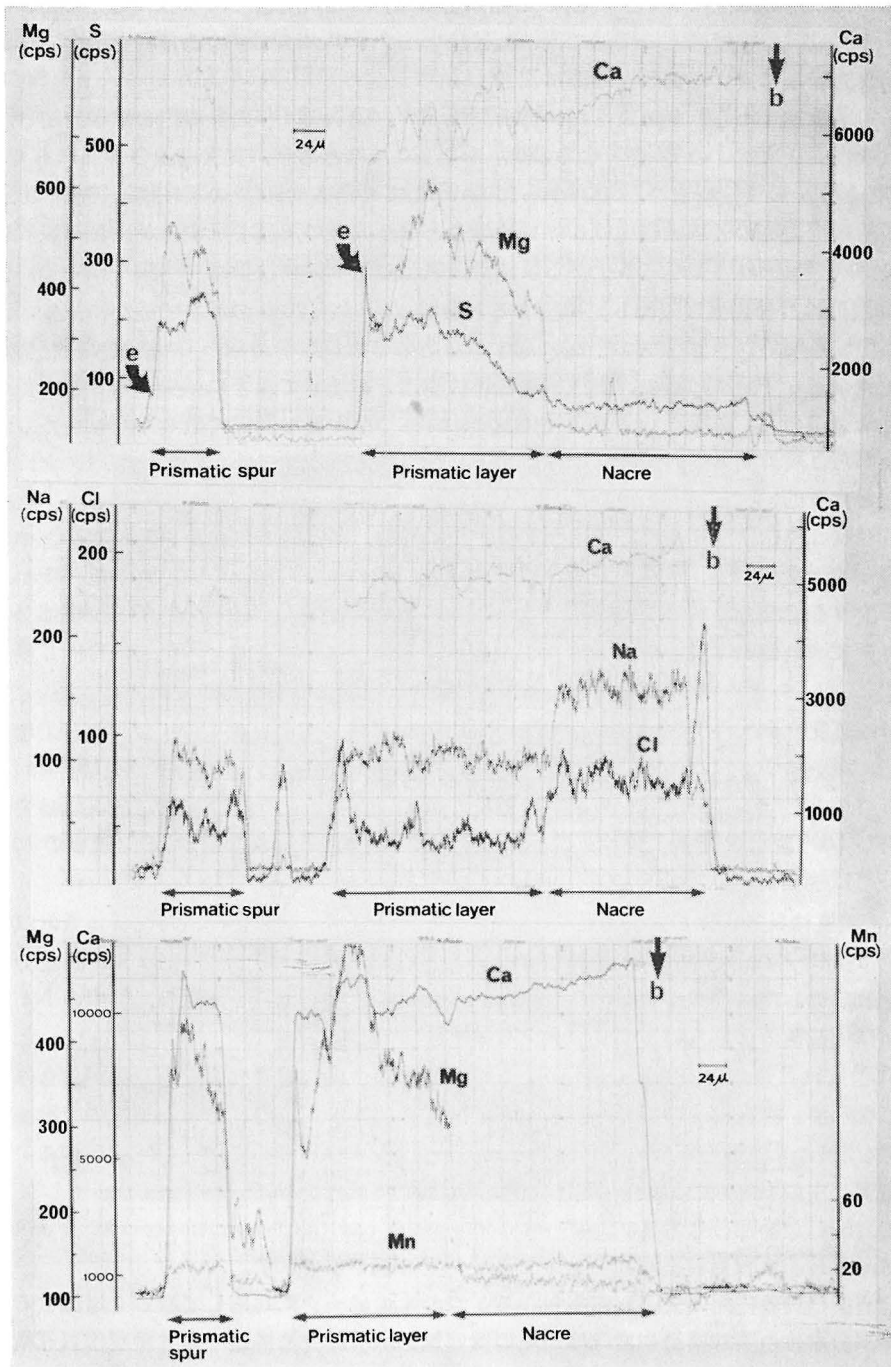 Mg S Ca
(cps) (cps) (cps)
Ca
b
24μ
500
6000
600
e
Mg
300
4000
400
S
e
100
2000
200
Prismatic spur Prismatic layer Nacre
Na Cl Ca
(cps) (cps) (cps)
200
Ca
b
24μ
5000
200
Na
3000
100
Cl
100
1000
Prismatic spur Prismatic layer Nacre
Mg Ca Mn
(cps) (cps) (cps)
Ca
b
10000
400
24μ
Mg
300
5000
200
60
Mn
1000
20
100
Prismatic spur Prismatic layer Nacre